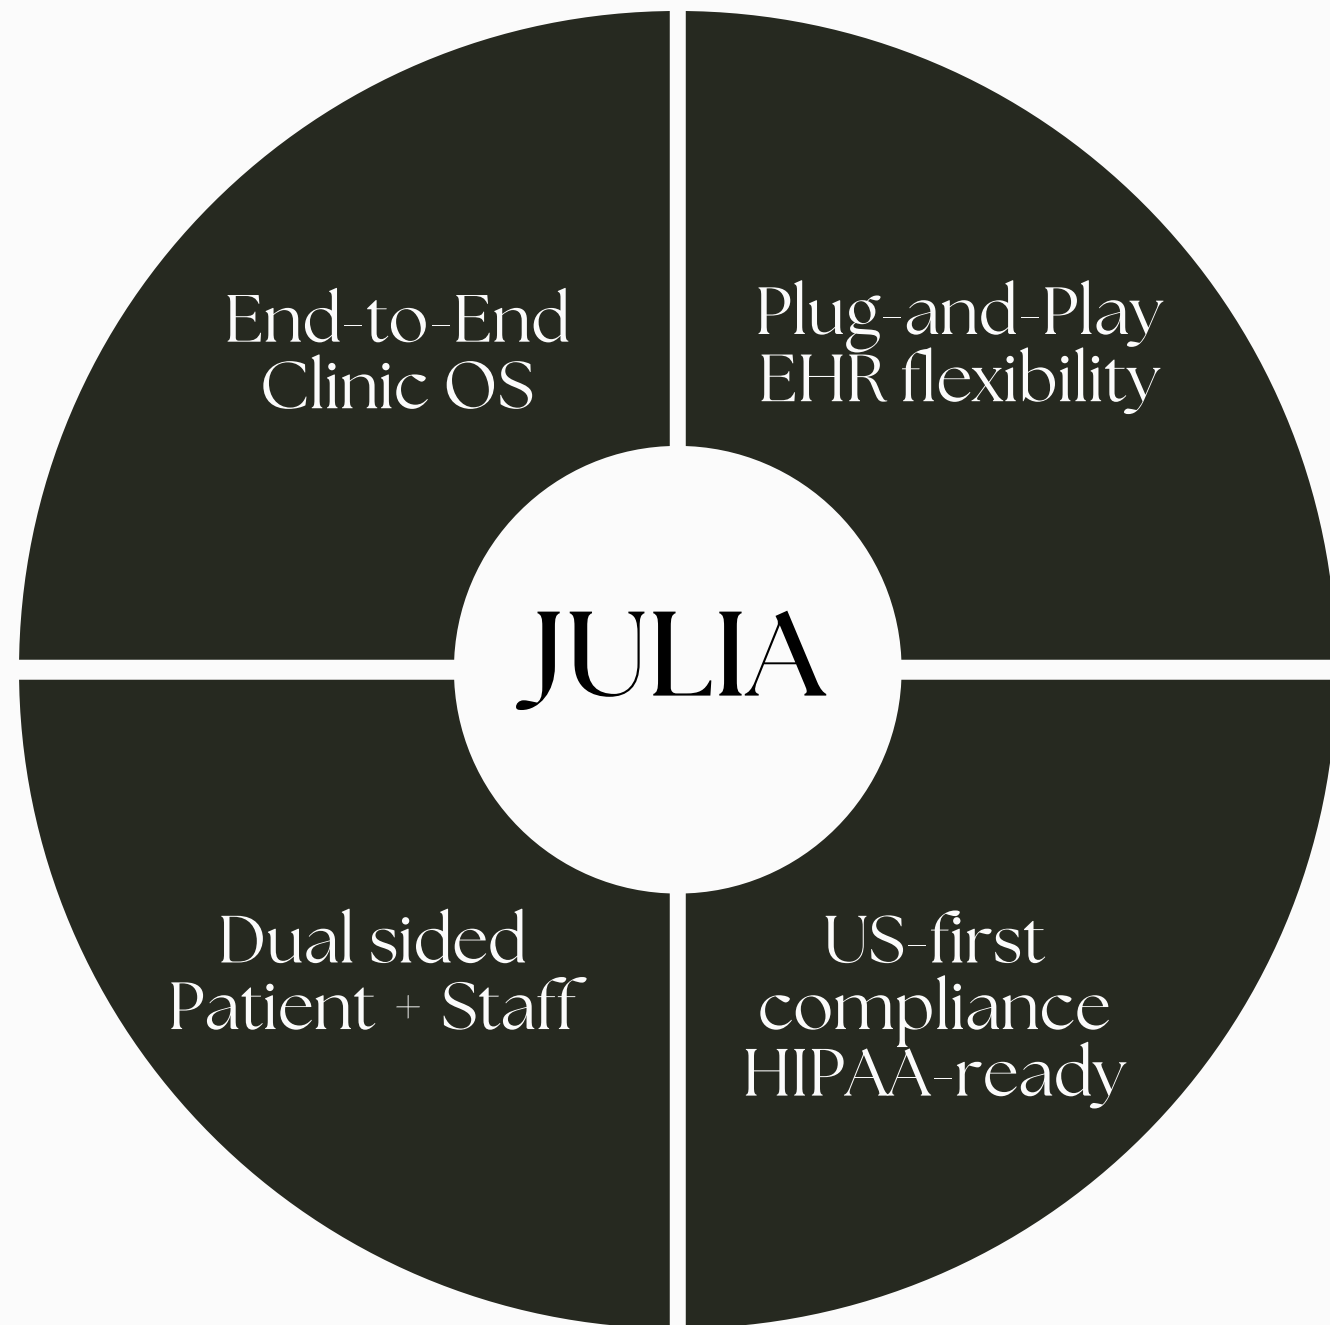 End-to-End
Clinic OS
Plug-and-Play
EHR flexibility
JULIA
Dual sided
Patient + Staff
US-first
compliance
HIPAA-ready